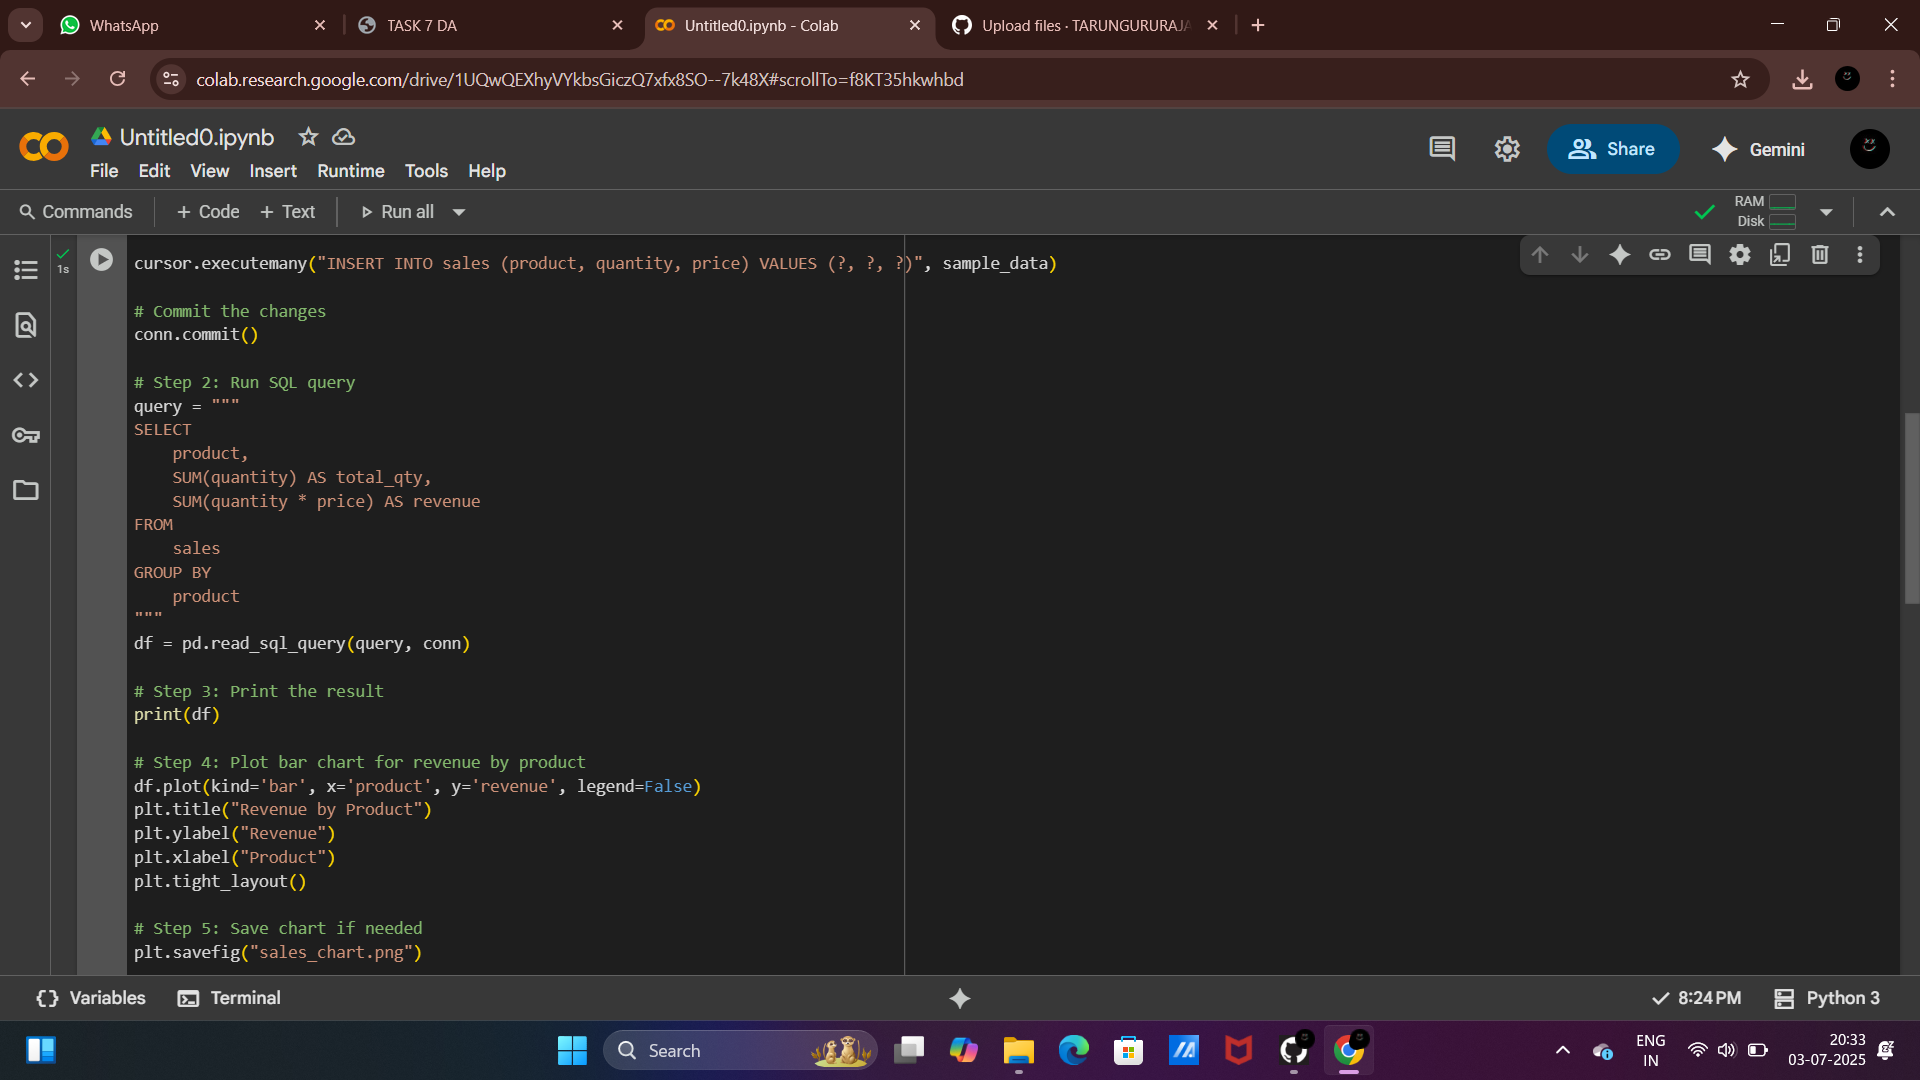 WhatsApp
TASK 7 DA
Untitled0.ipynb - Colab
Upload files · TARUNGURURAJA
colab.research.google.com/drive/1UQwQEXhyVYkbsGiczQ7xfx8SO--7k48X#scrollTo=f8KT35hkwhbd
CO
Untitled0.ipynb
File Edit View Insert Runtime Tools Help
Share
Gemini
Commands + Code + Text Run all
RAM
Disk
1s
cursor.executemany("INSERT INTO sales (product, quantity, price) VALUES (?, ?, ?)", sample_data)
# Commit the changes
conn.commit()
# Step 2: Run SQL query
query = """
SELECT
product,
SUM(quantity) AS total_qty,
SUM(quantity * price) AS revenue
FROM
sales
GROUP BY
product
"""
df = pd.read_sql_query(query, conn)
# Step 3: Print the result
print(df)
# Step 4: Plot bar chart for revenue by product
df.plot(kind='bar', x='product', y='revenue', legend=False)
plt.title("Revenue by Product")
plt.ylabel("Revenue")
plt.xlabel("Product")
plt.tight_layout()
# Step 5: Save chart if needed
plt.savefig("sales_chart.png")
Variables
Terminal
8:24 PM
Python 3
Search
ENG
IN
20:33
03-07-2025